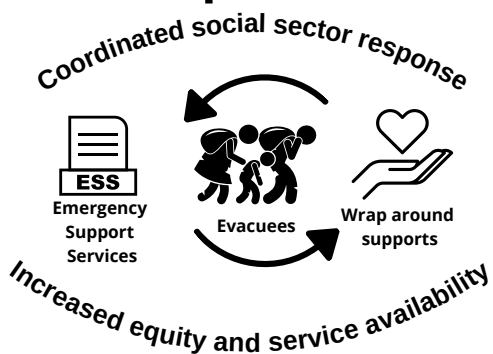 Coordinated social sector response
ESS
Emergency
Support
Services
Evacuees
Wrap around
supports
Increased equity and service availability